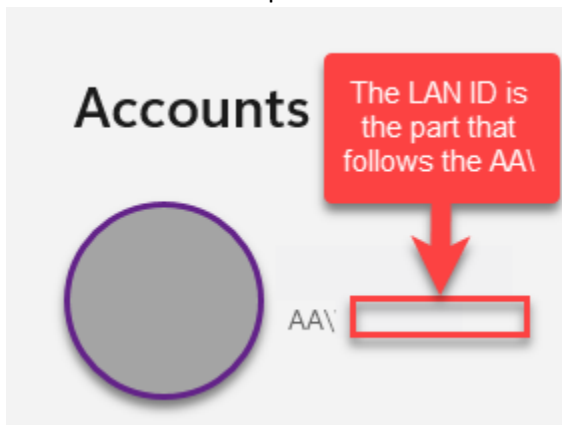 Accounts
The LAN ID is
the part that
follows the AA\
AA\